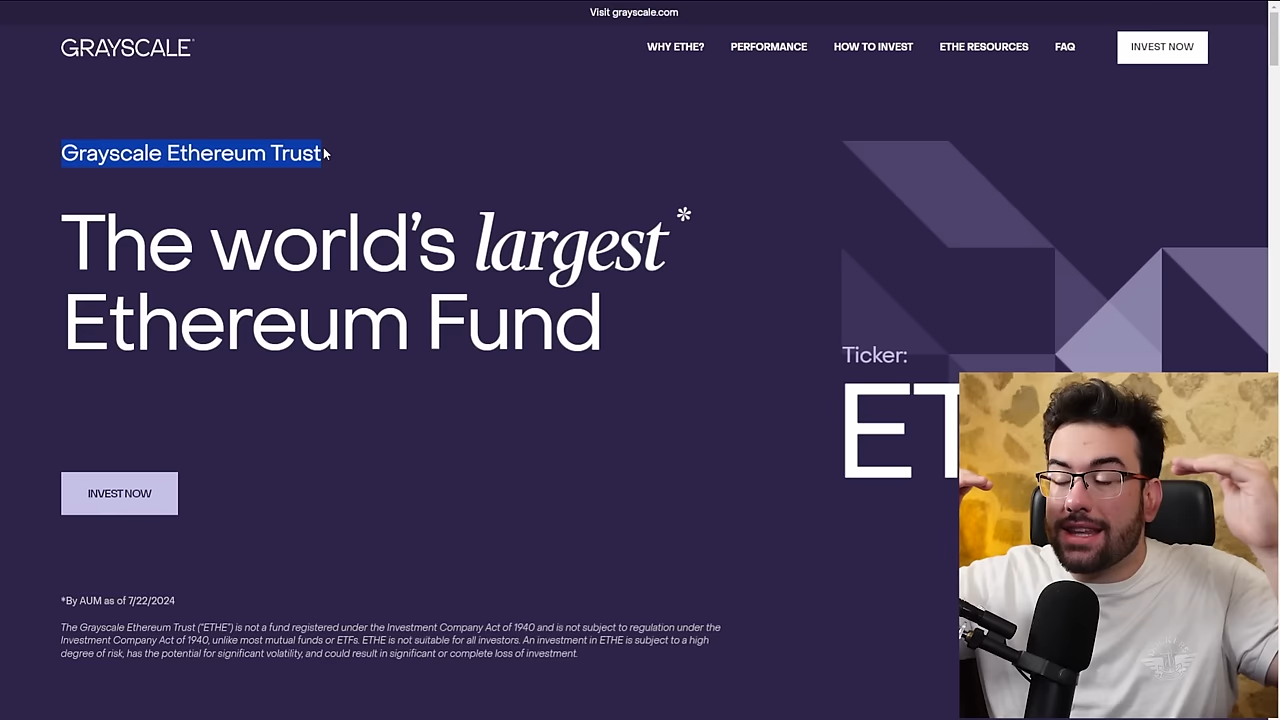 Visit grayscale.com
GRAYSCALE
WHY ETHE? PERFORMANCE HOW TO INVEST ETHE RESOURCES FAQ INVEST NOW
Grayscale Ethereum Trust
The world's largest*
Ethereum Fund
Ticker:
ET
INVEST NOW
*By AUM as of 7/22/2024
The Grayscale Ethereum Trust ("ETHE") is not a fund registered under the Investment Company Act of 1940 and is not subject to regulation under the
Investment Company Act of 1940, unlike most mutual funds or ETFs. ETHE is not suitable for all investors. An investment in ETHE is subject to a high
degree of risk, has the potential for significant volatility, and could result in significant or complete loss of investment.